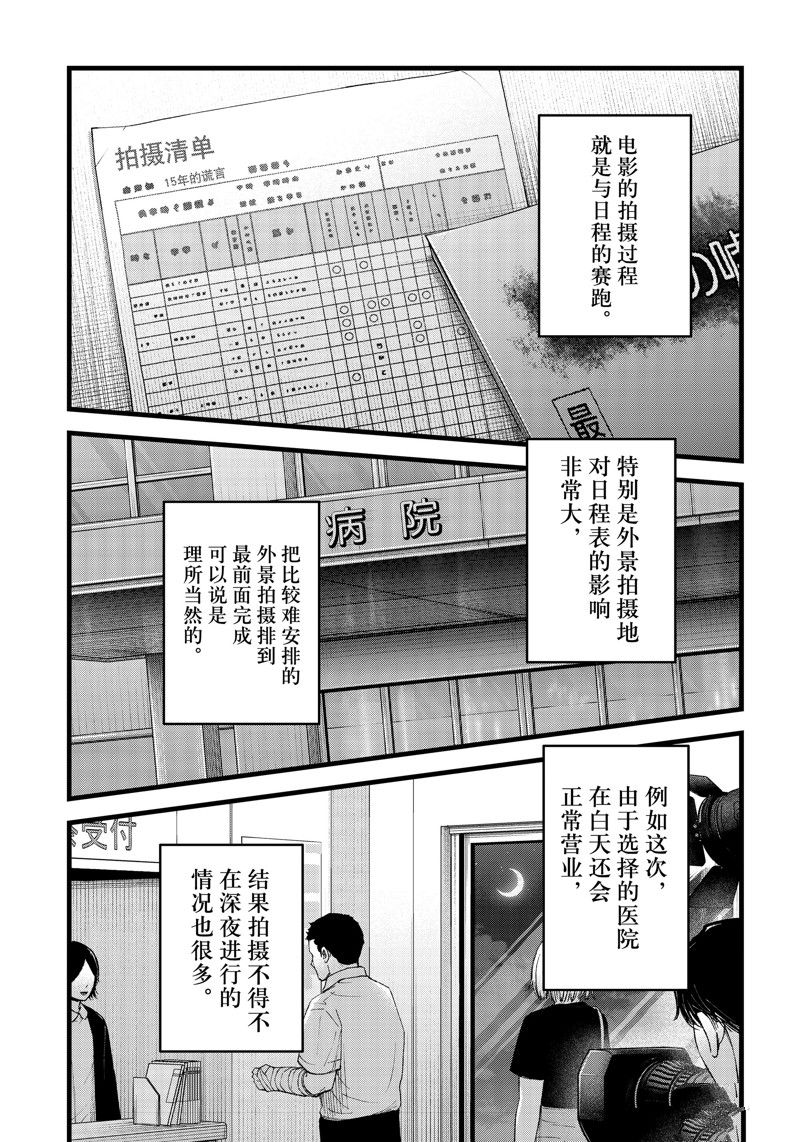 电影的拍摄过程
就是与日程的赛跑。
拍摄清单
15年的谎言
の嘘
最
特别是外景拍摄地
对日程表的影响
非常大，
病院
把比较难安排的
外景拍摄排到
最前面完成
可以说是
理所当然的。
例如这次，
由于选择的医院
在白天还会
正常营业，
受付
结果拍摄不得不
在深夜进行的
情况也很多。